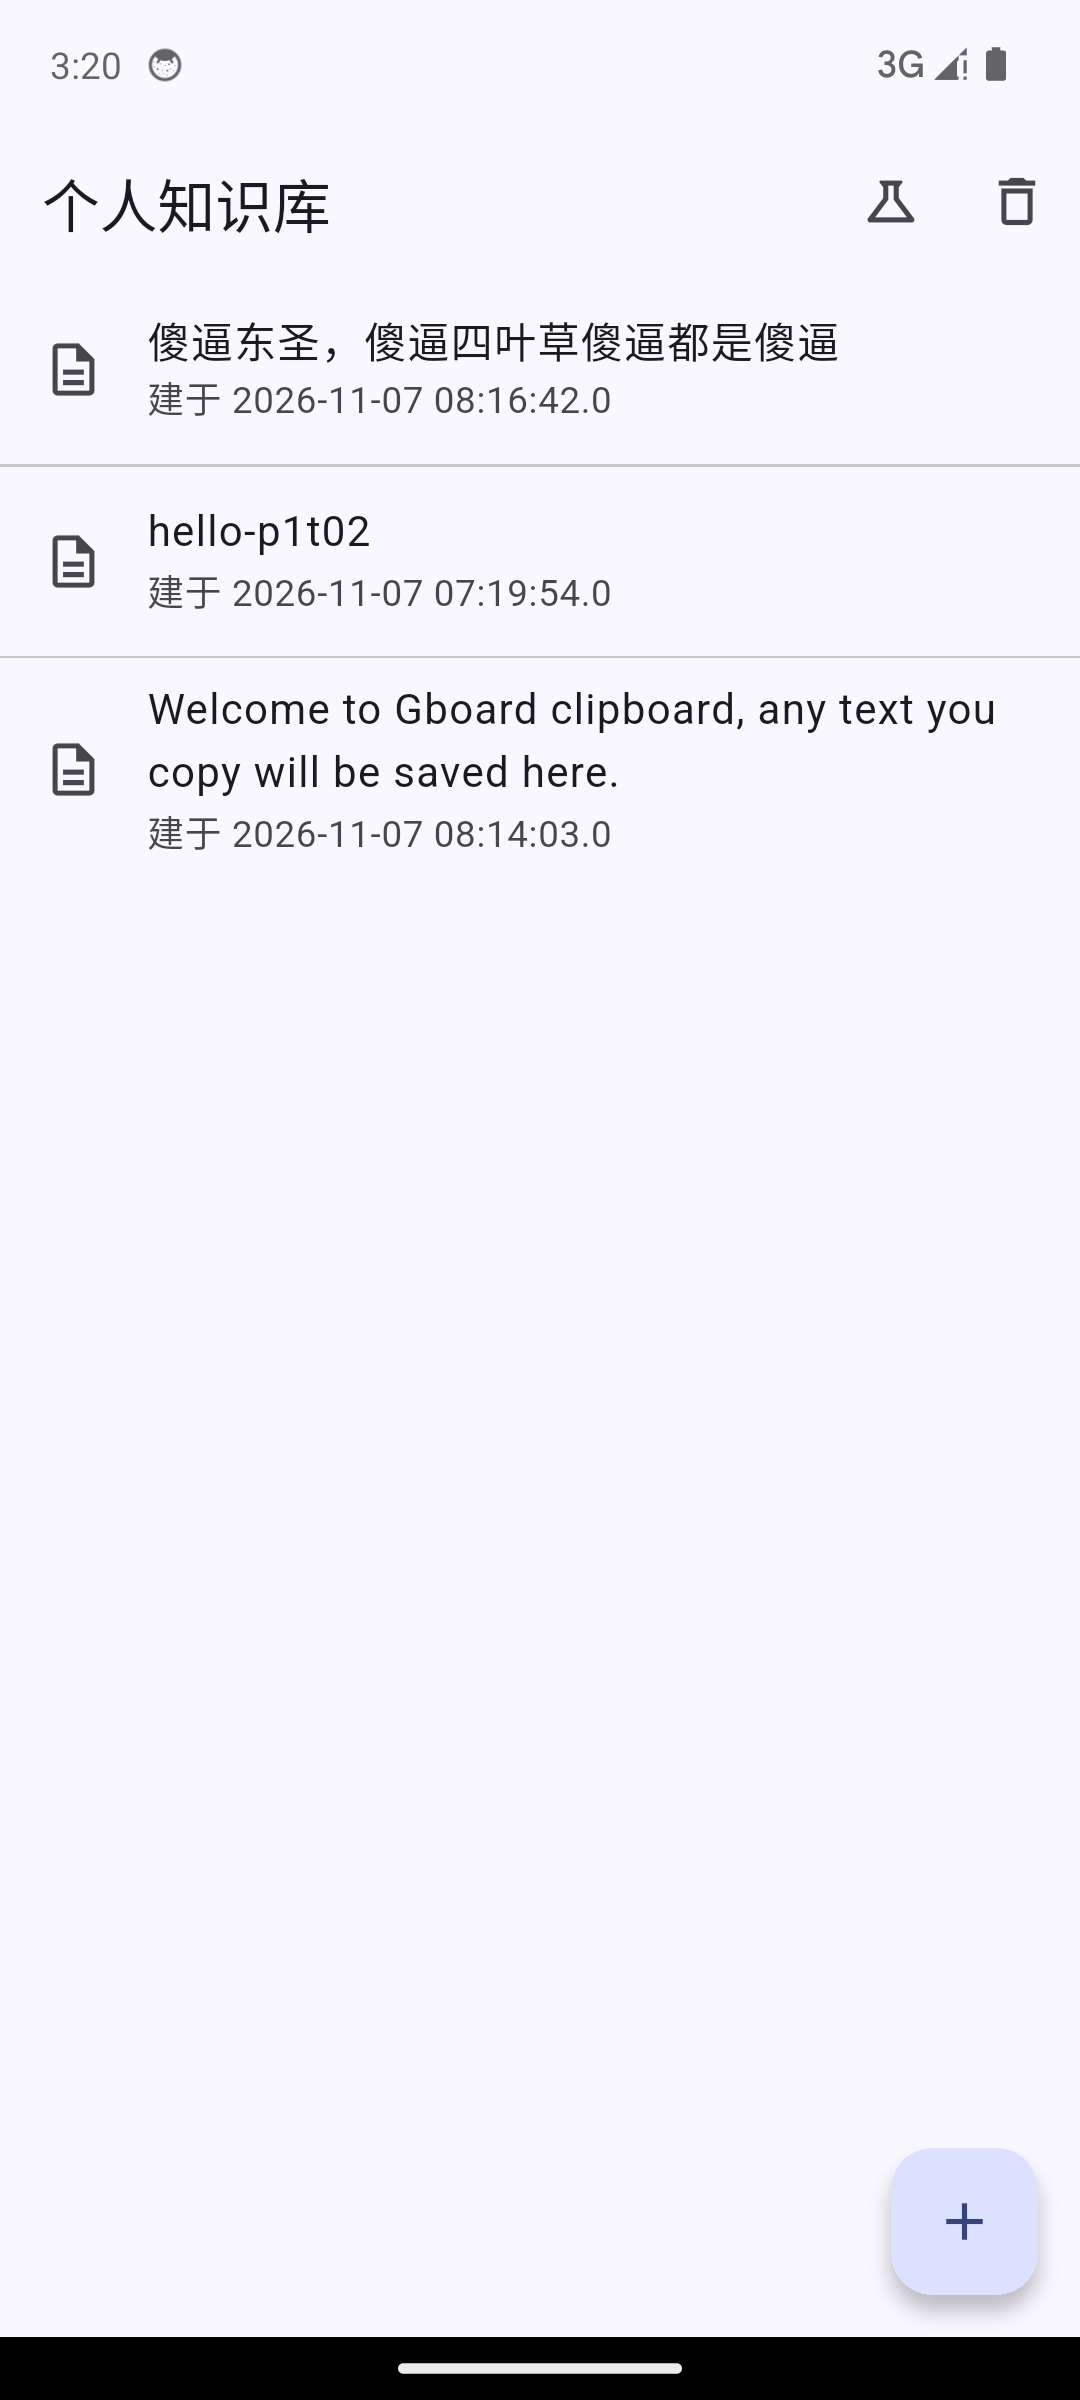 3:20
3G
个人知识库
傻逼东圣，傻逼四叶草傻逼都是傻逼
建于 2026-11-07 08:16:42.0
hello-p1t02
建于 2026-11-07 07:19:54.0
Welcome to Gboard clipboard, any text you
copy will be saved here.
建于 2026-11-07 08:14:03.0